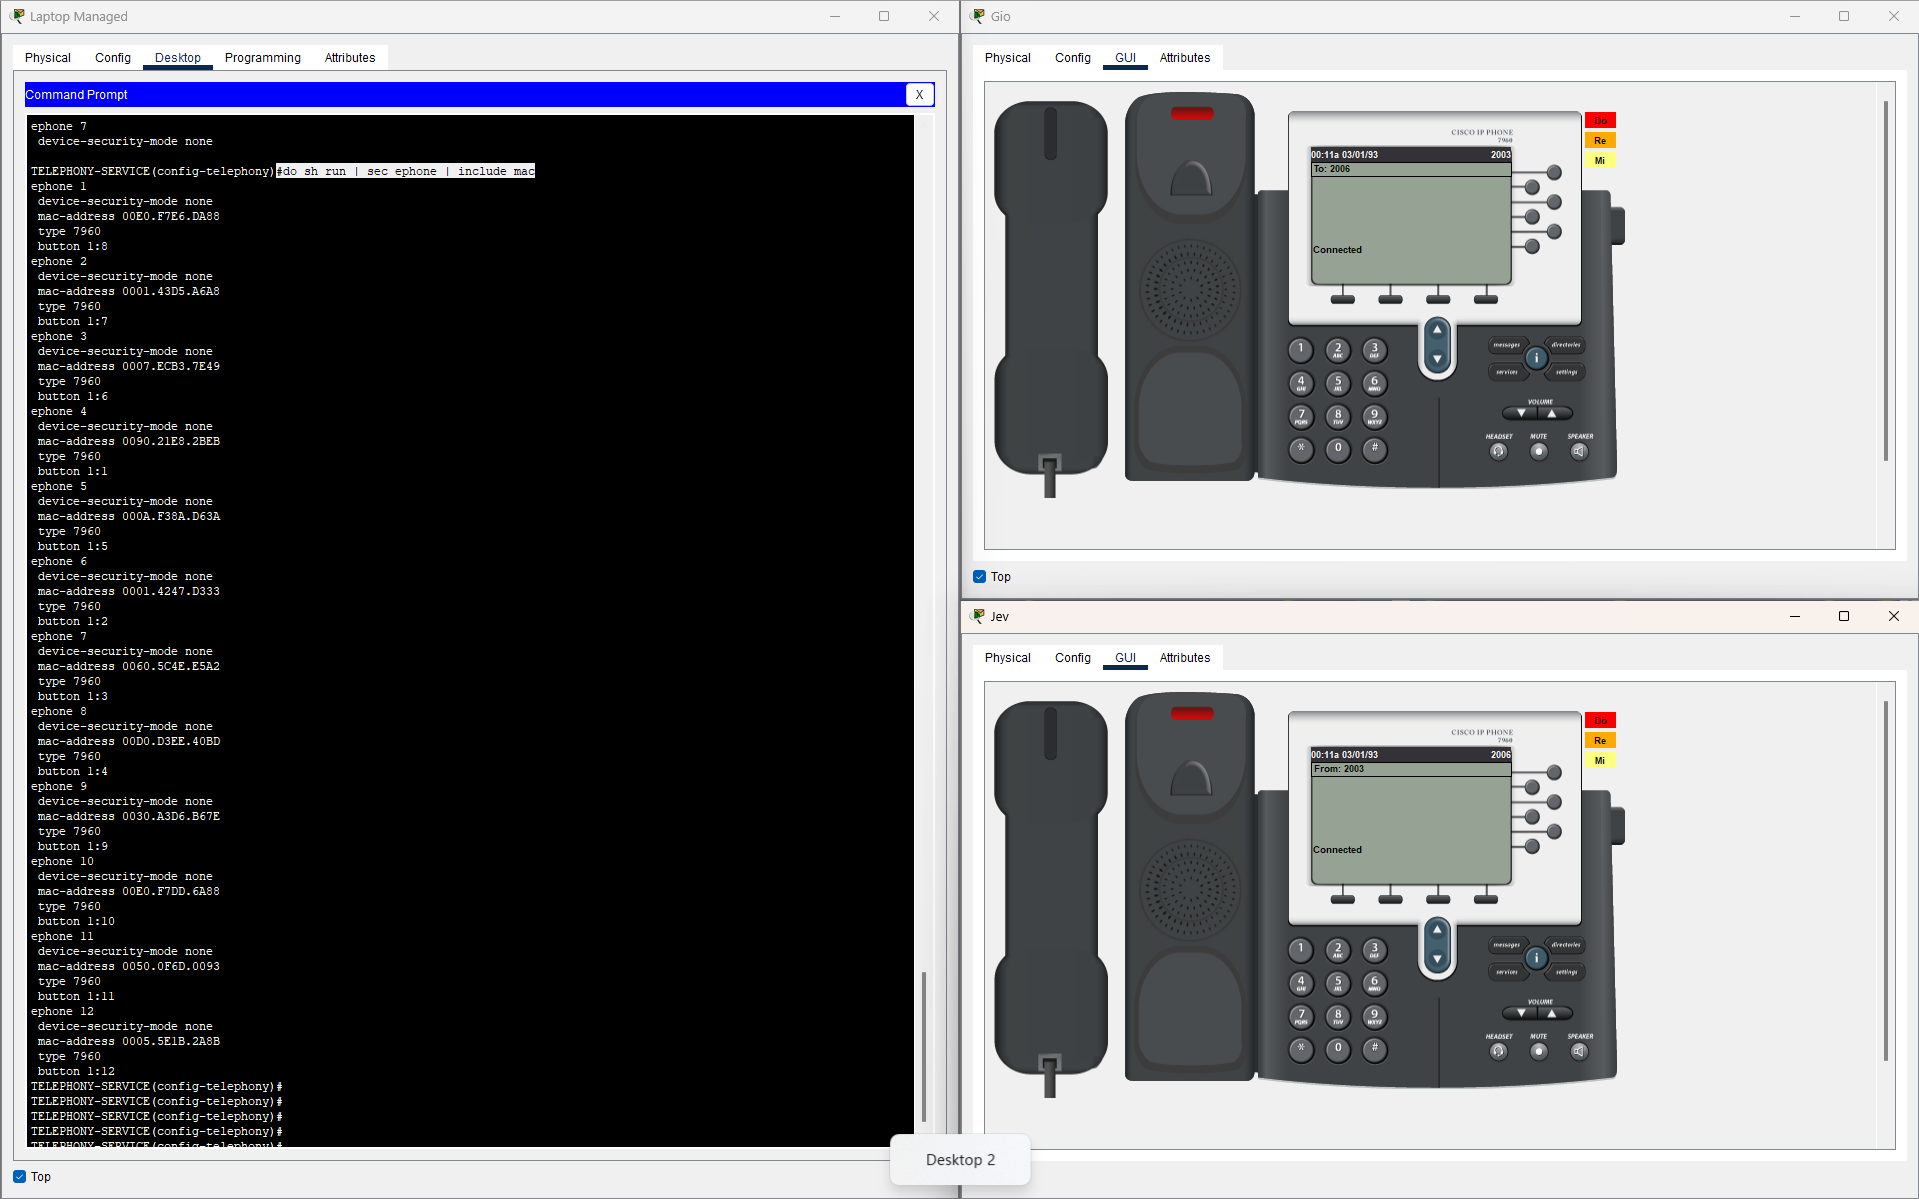 Laptop Managed
Physical Config Desktop Programming Attributes
Command Prompt
X
ephone 7
device-security-mode none
TELEPHONY-SERVICE(config-telephony)#do sh run | sec ephone | include mac
ephone 1
device-security-mode none
mac-address 00E0.F7E6.DA88
type 7960
button 1:8
ephone 2
device-security-mode none
mac-address 0001.43D5.A6A8
type 7960
button 1:7
ephone 3
device-security-mode none
mac-address 0007.ECB3.7E49
type 7960
button 1:6
ephone 4
device-security-mode none
mac-address 0090.21E8.2BEB
type 7960
button 1:1
ephone 5
device-security-mode none
mac-address 000A.F38A.D63A
type 7960
button 1:5
ephone 6
device-security-mode none
mac-address 0001.4247.D333
type 7960
button 1:2
ephone 7
device-security-mode none
mac-address 0060.5C4E.E5A2
type 7960
button 1:3
ephone 8
device-security-mode none
mac-address 00D0.D3EE.40BD
type 7960
button 1:4
ephone 9
device-security-mode none
mac-address 0030.A3D6.B67E
type 7960
button 1:9
ephone 10
device-security-mode none
mac-address 00E0.F7DD.6A88
type 7960
button 1:10
ephone 11
device-security-mode none
mac-address 0050.0F6D.0093
type 7960
button 1:11
ephone 12
device-security-mode none
mac-address 0005.5E1B.2A8B
type 7960
button 1:12
TELEPHONY-SERVICE(config-telephony)#
TELEPHONY-SERVICE(config-telephony)#
TELEPHONY-SERVICE(config-telephony)#
TELEPHONY-SERVICE(config-telephony)#
TELEPHONY-SERVICE(config-telephony)#
Top
Gio
Physical Config GUI Attributes
CISCO IP PHONE
7960
Do
Re
Mi
00:11a 03/01/93 2003
To: 2006
Connected
1 2 ABC 3 DEF
4 GHI 5 JKL 6 MNO
7 PQRS 8 TUV 9 WXYZ
* 0 #
messages directories
i
services settings
VOLUME
HEADSET MUTE SPEAKER
Top
Jev
Physical Config GUI Attributes
CISCO IP PHONE
7960
Do
Re
Mi
00:11a 03/01/93 2006
From: 2003
Connected
1 2 ABC 3 DEF
4 GHI 5 JKL 6 MNO
7 PQRS 8 TUV 9 WXYZ
* 0 #
messages directories
i
services settings
VOLUME
HEADSET MUTE SPEAKER
Desktop 2